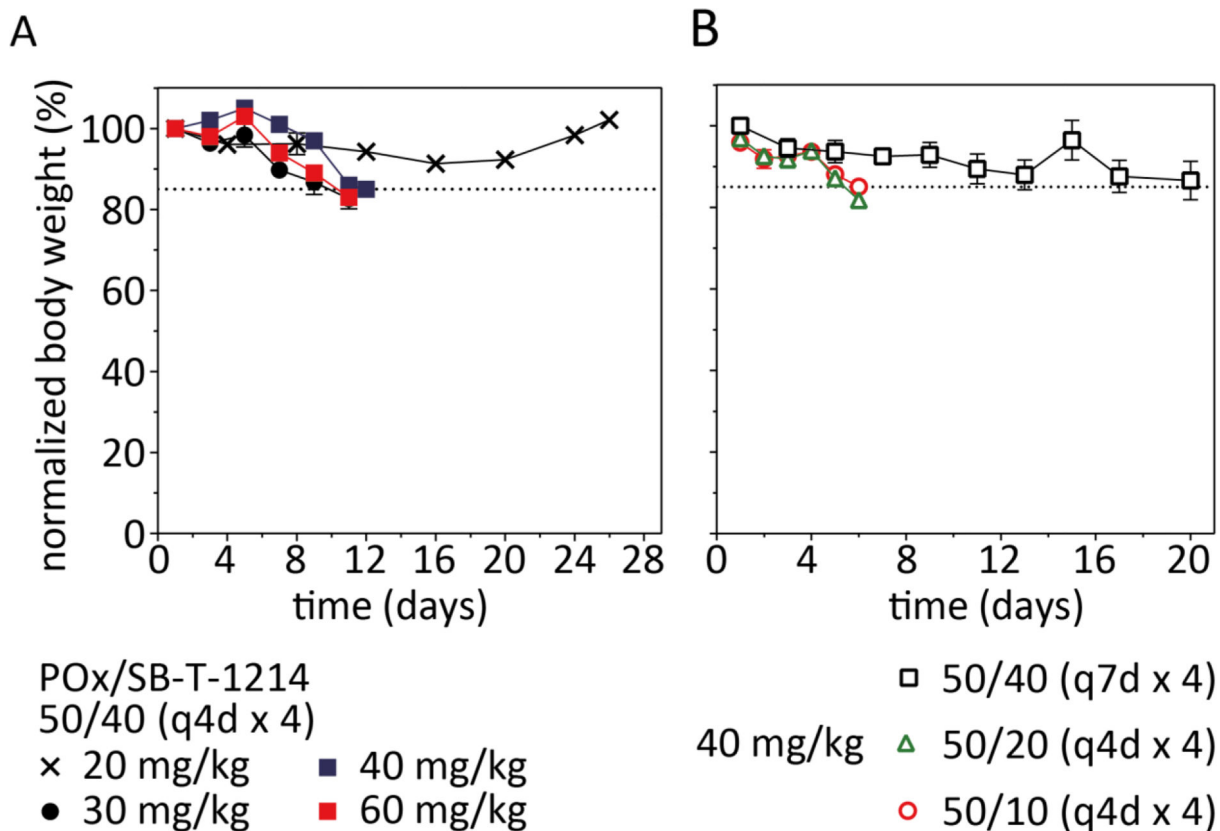 A
B
normalized body weight (%)
100
80
60
40
20
0
0 4 8 12 16 20 24 28
time (days)
0 4 8 12 16 20
time (days)
POx/SB-T-1214
50/40 (q4d x 4)
20 mg/kg
40 mg/kg
30 mg/kg
60 mg/kg
40 mg/kg
50/40 (q7d x 4)
50/20 (q4d x 4)
50/10 (q4d x 4)